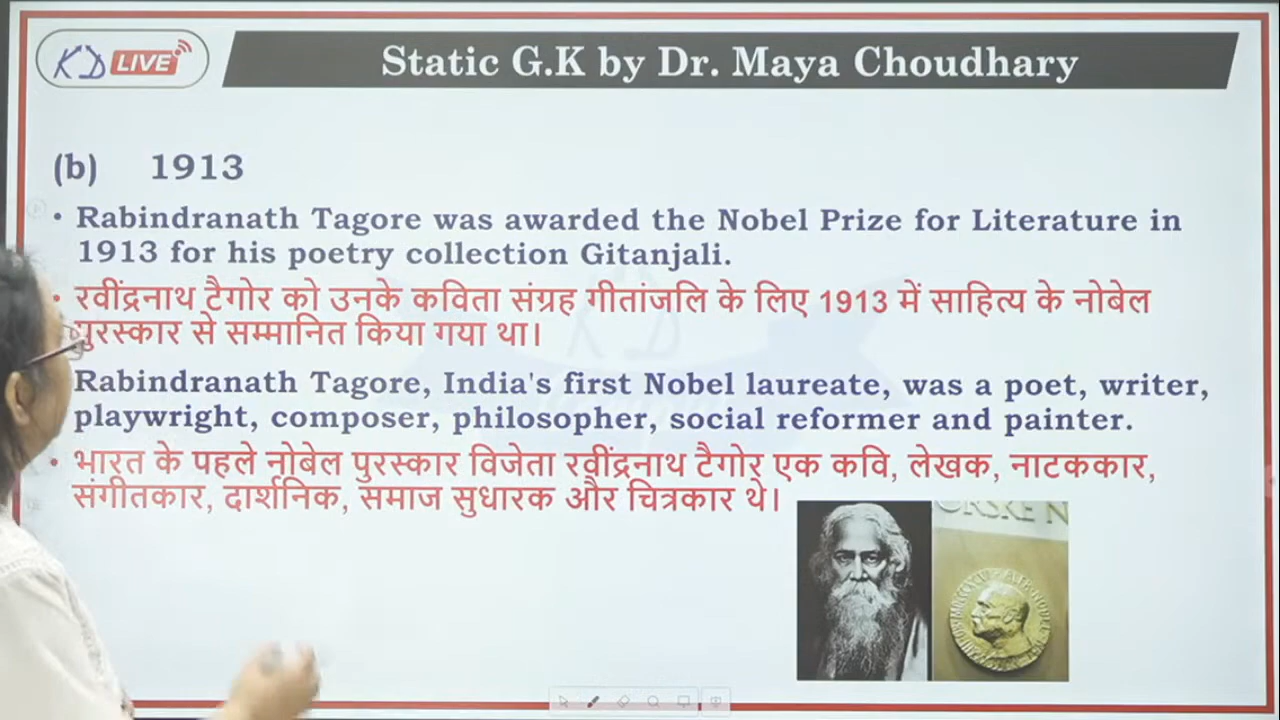 KD LIVE
Static G.K by Dr. Maya Choudhary
(b) 1913
• Rabindranath Tagore was awarded the Nobel Prize for Literature in
1913 for his poetry collection Gitanjali.
• रवींद्रनाथ टैगोर को उनके कविता संग्रह गीतांजलि के लिए 1913 में साहित्य के नोबेल
पुरस्कार से सम्मानित किया गया था।
Rabindranath Tagore, India's first Nobel laureate, was a poet, writer,
playwright, composer, philosopher, social reformer and painter.
• भारत के पहले नोबेल पुरस्कार विजेता रवींद्रनाथ टैगोर एक कवि, लेखक, नाटककार,
संगीतकार, दार्शनिक, समाज सुधारक और चित्रकार थे।
KD